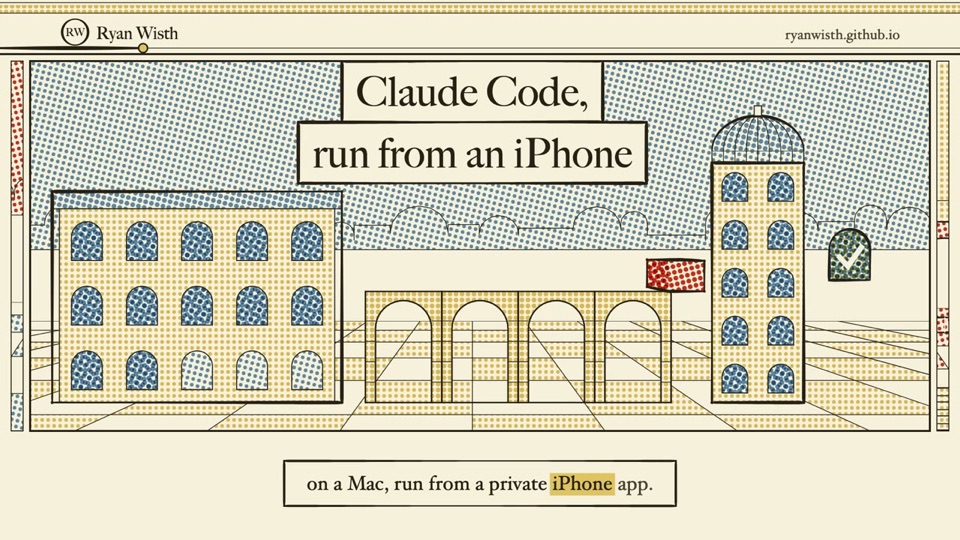 RW Ryan Wisth
ryanwisth.github.io
Claude Code,
run from an iPhone
on a Mac, run from a private iPhone app.